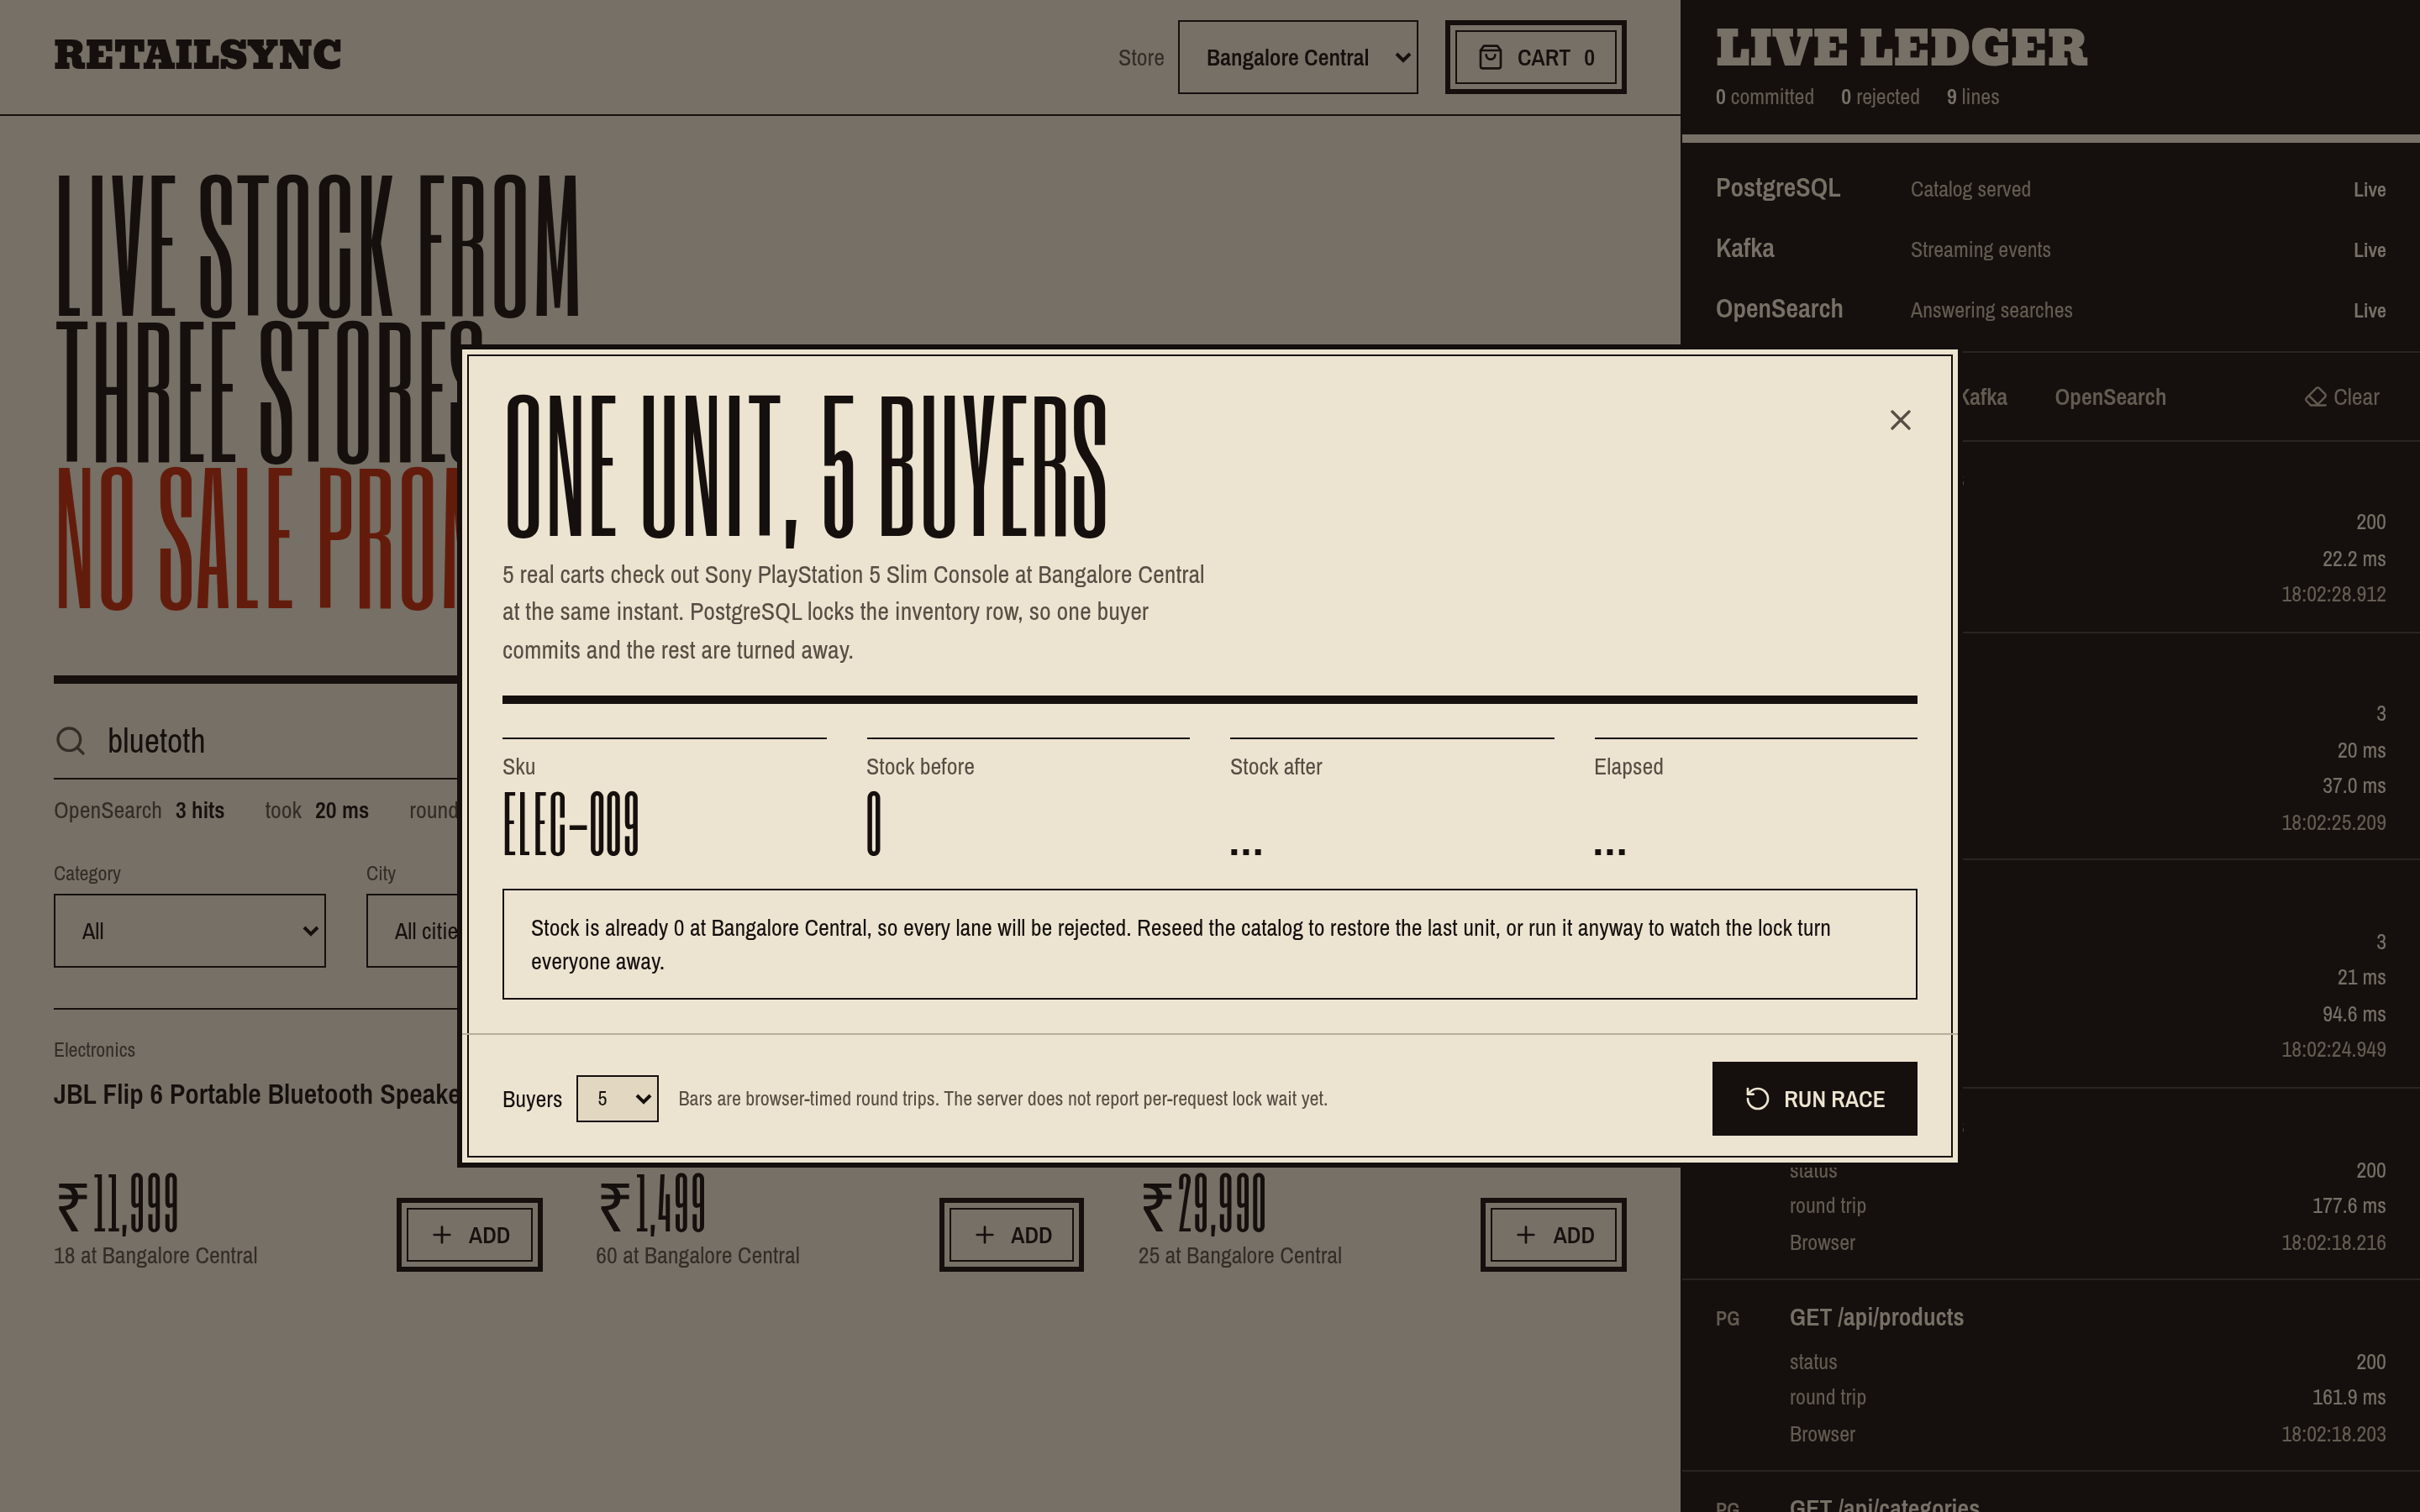 RETAILSYNC
Store
Bangalore Central
CART 0
LIVE STOCK FROM
THREE STORES
NO SALE PRO
bluetoth
OpenSearch 3 hits took 20 ms round
Category
City
All
All citie
Electronics
JBL Flip 6 Portable Bluetooth Speake
₹11,999
18 at Bangalore Central
ADD
₹1,499
60 at Bangalore Central
ADD
₹29,990
25 at Bangalore Central
ADD
ONE UNIT, 5 BUYERS
5 real carts check out Sony PlayStation 5 Slim Console at Bangalore Central
at the same instant. PostgreSQL locks the inventory row, so one buyer
commits and the rest are turned away.
Sku
ELEC-009
Stock before
0
Stock after
...
Elapsed
...
Stock is already 0 at Bangalore Central, so every lane will be rejected. Reseed the catalog to restore the last unit, or run it anyway to watch the lock turn
everyone away.
Buyers
5
Bars are browser-timed round trips. The server does not report per-request lock wait yet.
RUN RACE
LIVE LEDGER
0 committed 0 rejected 9 lines
PostgreSQL Catalog served Live
Kafka Streaming events Live
OpenSearch Answering searches Live
Kafka OpenSearch Clear
200
22.2 ms
18:02:28.912
3
20 ms
37.0 ms
18:02:25.209
3
21 ms
94.6 ms
18:02:24.949
status 200
round trip 177.6 ms
Browser 18:02:18.216
PG GET /api/products
status 200
round trip 161.9 ms
Browser 18:02:18.203
PG GET /api/categories